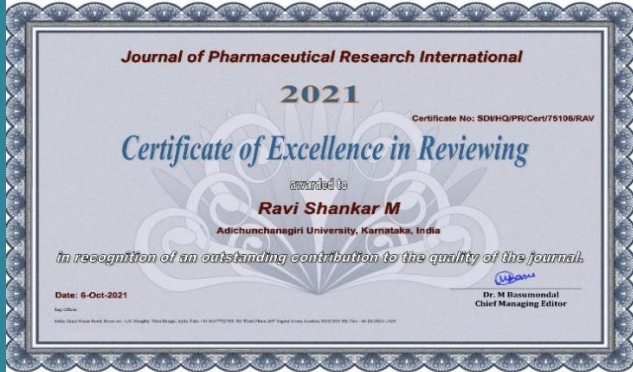 Journal of Pharmaceutical Research International
2021
Certificate No: SDI/HQ/PR/Cert/75106/RAV
Certificate of Excellence in Reviewing
awarded to
Ravi Shankar M
Adichunchanagiri University, Karnataka, India
in recognition of an outstanding contribution to the quality of the journal.
Date: 6-Oct-2021
Dr. M Basumondal
Chief Managing Editor